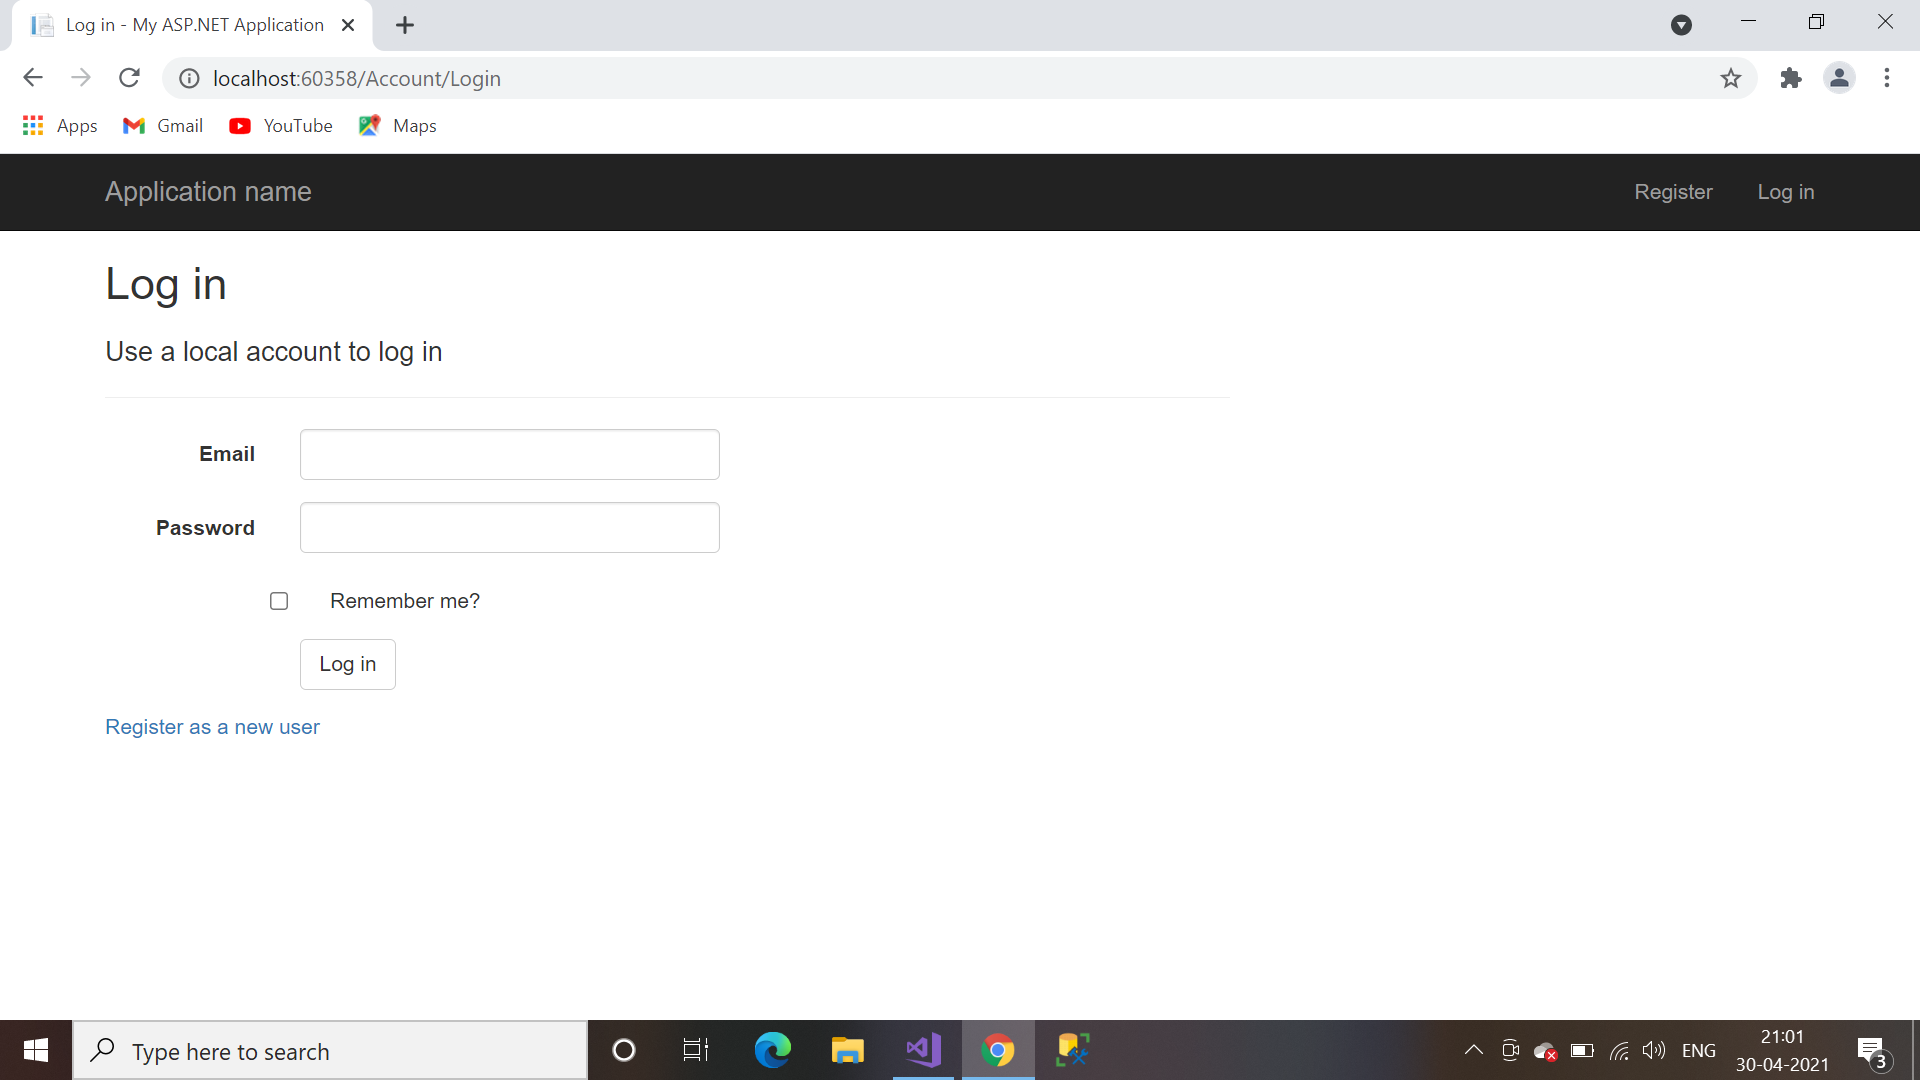 Log in - My ASP.NET Application
localhost:60358/Account/Login
Apps Gmail YouTube Maps
Application name Register Log in
Log in
Use a local account to log in
Email
Password
Remember me?
Log in
Register as a new user
Type here to search
ENG
21:01
30-04-2021
3